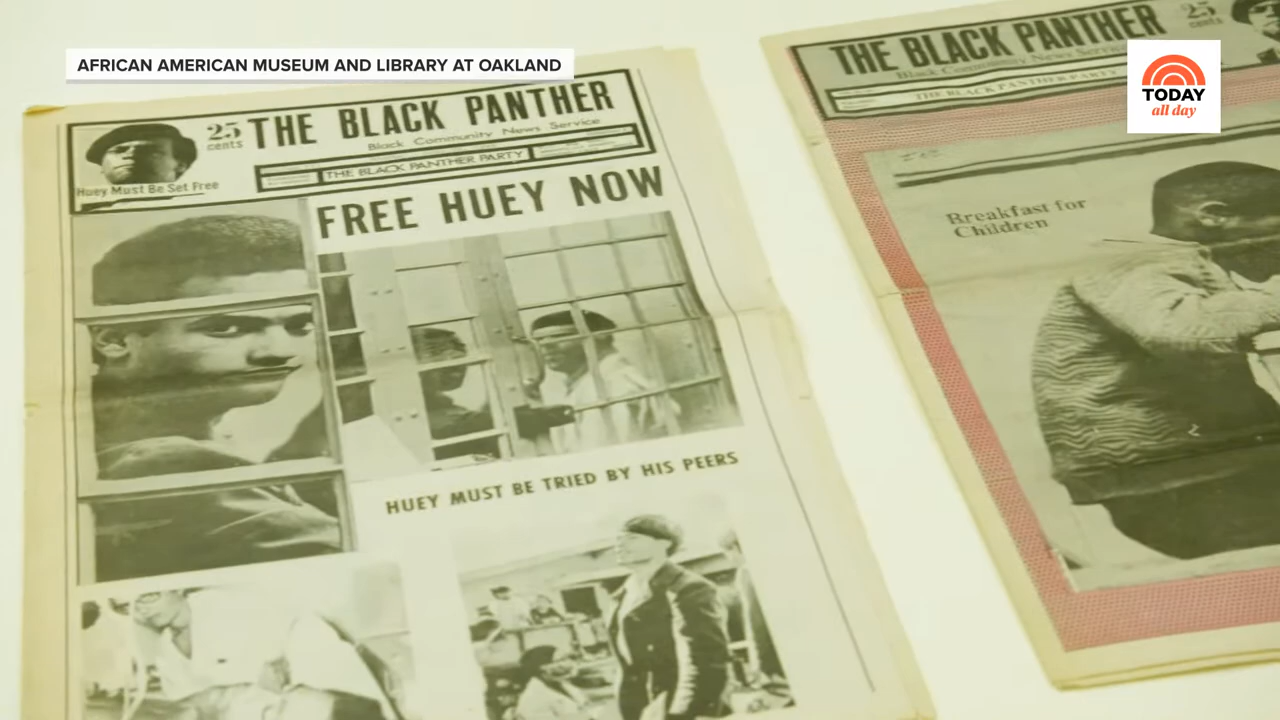 AFRICAN AMERICAN MUSEUM AND LIBRARY AT OAKLAND
TODAY
all day
25
cents
THE BLACK PANTHER
Black Community News Service
THE BLACK PANTHER PARTY
Huey Must Be Set Free
FREE HUEY NOW
HUEY MUST BE TRIED BY HIS PEERS
THE BLACK PANTHER
25
cents
Black Community News Service
THE BLACK PANTHER PARTY
Breakfast for
Children